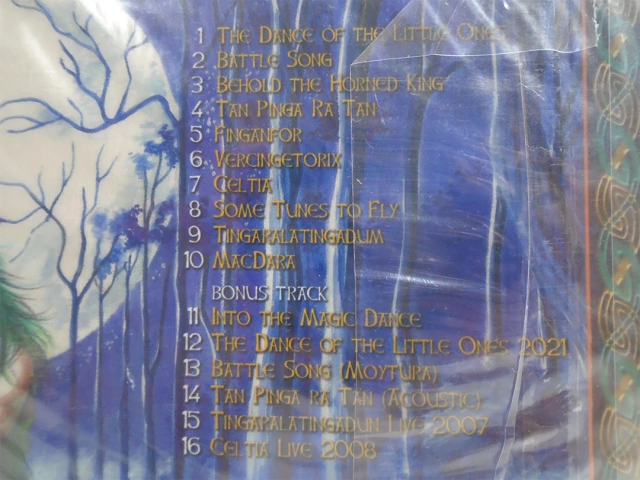 1 The Dance of the Little Ones
2 Battle Song
3 Behold the Horned King
4 Tan Pinga Ra Tan
5 Finganfor
6 Vercingetorix
7 Celtia
8 Some Tunes to Fly
9 Tingaralatingadum
10 MacDara
BONUS TRACK
11 Into the Magic Dance
12 The Dance of the Little Ones 2021
13 Battle Song (Moytura)
14 Tan Pinga ra Tan (Acoustic)
15 Tingaralatingadun Live 2007
16 Celtia Live 2008